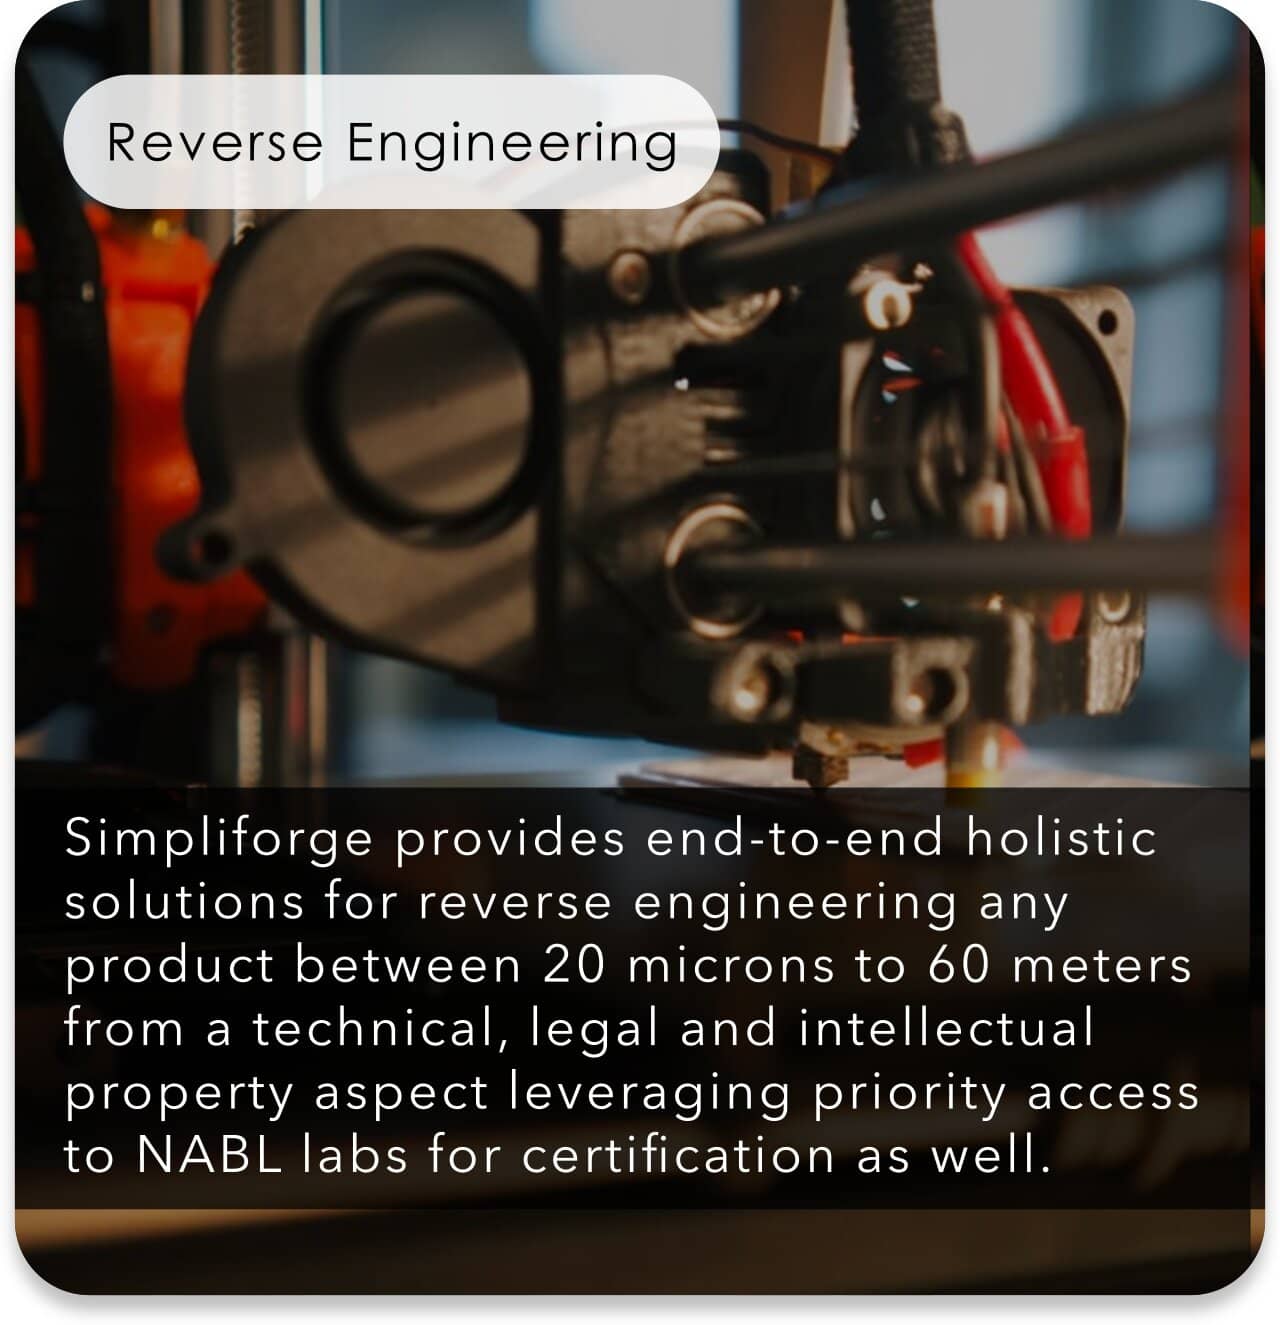 Reverse Engineering
Simpliforge provides end-to-end holistic
solutions for reverse engineering any
product between 20 microns to 60 meters
from a technical, legal and intellectual
property aspect leveraging priority access
to NABL labs for certification as well.